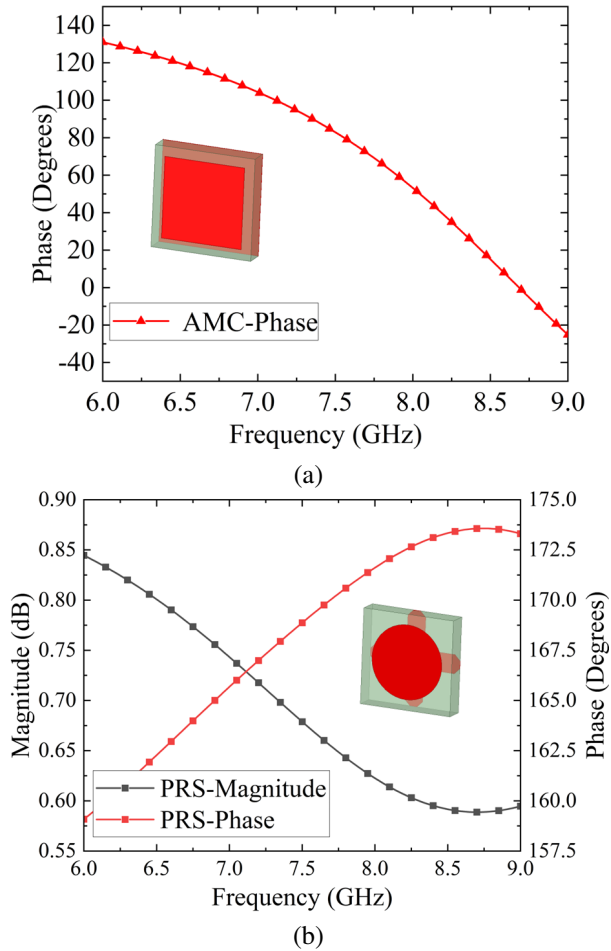 140
120
100
80
60
40
20
0
-20
-40
Phase (Degrees)
AMC-Phase
6.0 6.5 7.0 7.5 8.0 8.5 9.0
Frequency (GHz)
(a)
0.90
0.85
0.80
0.75
0.70
0.65
0.60
0.55
Magnitude (dB)
175.0
172.5
170.0
167.5
165.0
162.5
160.0
157.5
Phase (Degrees)
PRS-Magnitude
PRS-Phase
6.0 6.5 7.0 7.5 8.0 8.5 9.0
Frequency (GHz)
(b)